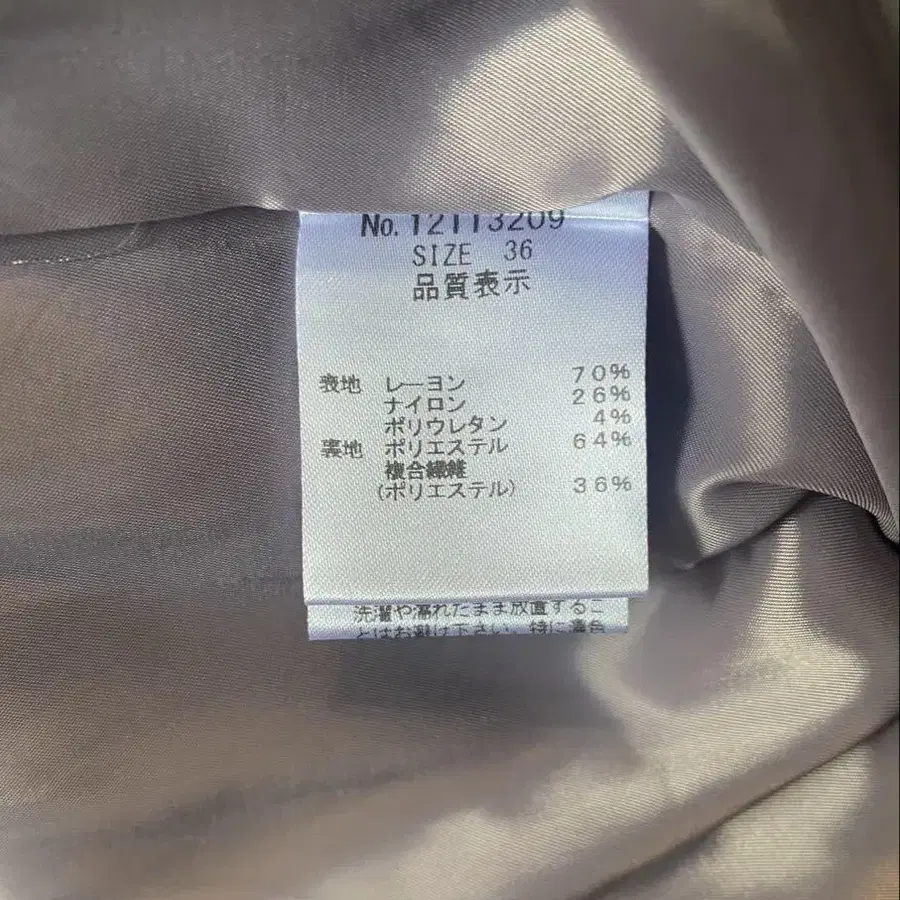 No. 12113209
SIZE 36
品質表示
表地 レーヨン 70%
ナイロン 26%
ポリウレタン 4%
裏地 ポリエステル 64%
複合繊維
(ポリエステル) 36%
洗濯や濡れたまま放置するこ
とはお避け下さい。特に濃色